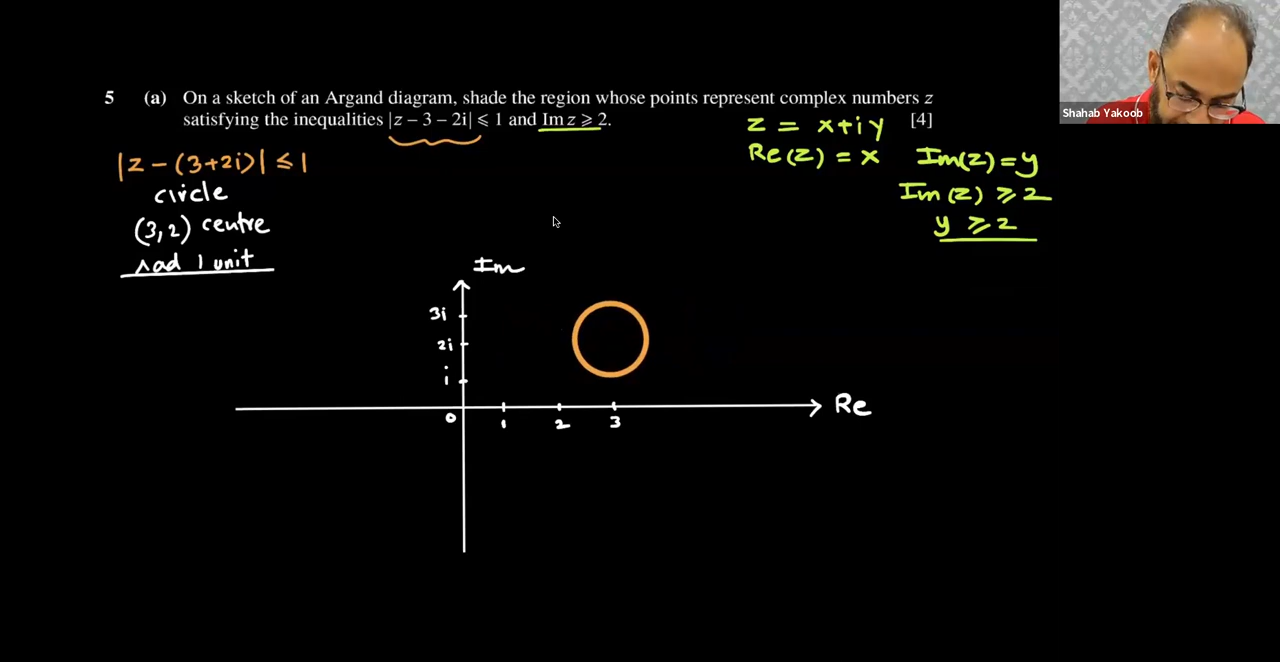 5 (a) On a sketch of an Argand diagram, shade the region whose points represent complex numbers z
satisfying the inequalities |z − 3 − 2i| ⩽ 1 and Im z ⩾ 2. [4]
z = x+iy
Re(z) = x
Im(z) = y
Im(z) ⩾ 2
y ⩾ 2
|z − (3+2i)| ≤ 1
circle
(3,2) centre
rad 1 unit
Im
3i
2i
i
0 1 2 3
Re
Shahab Yakoob